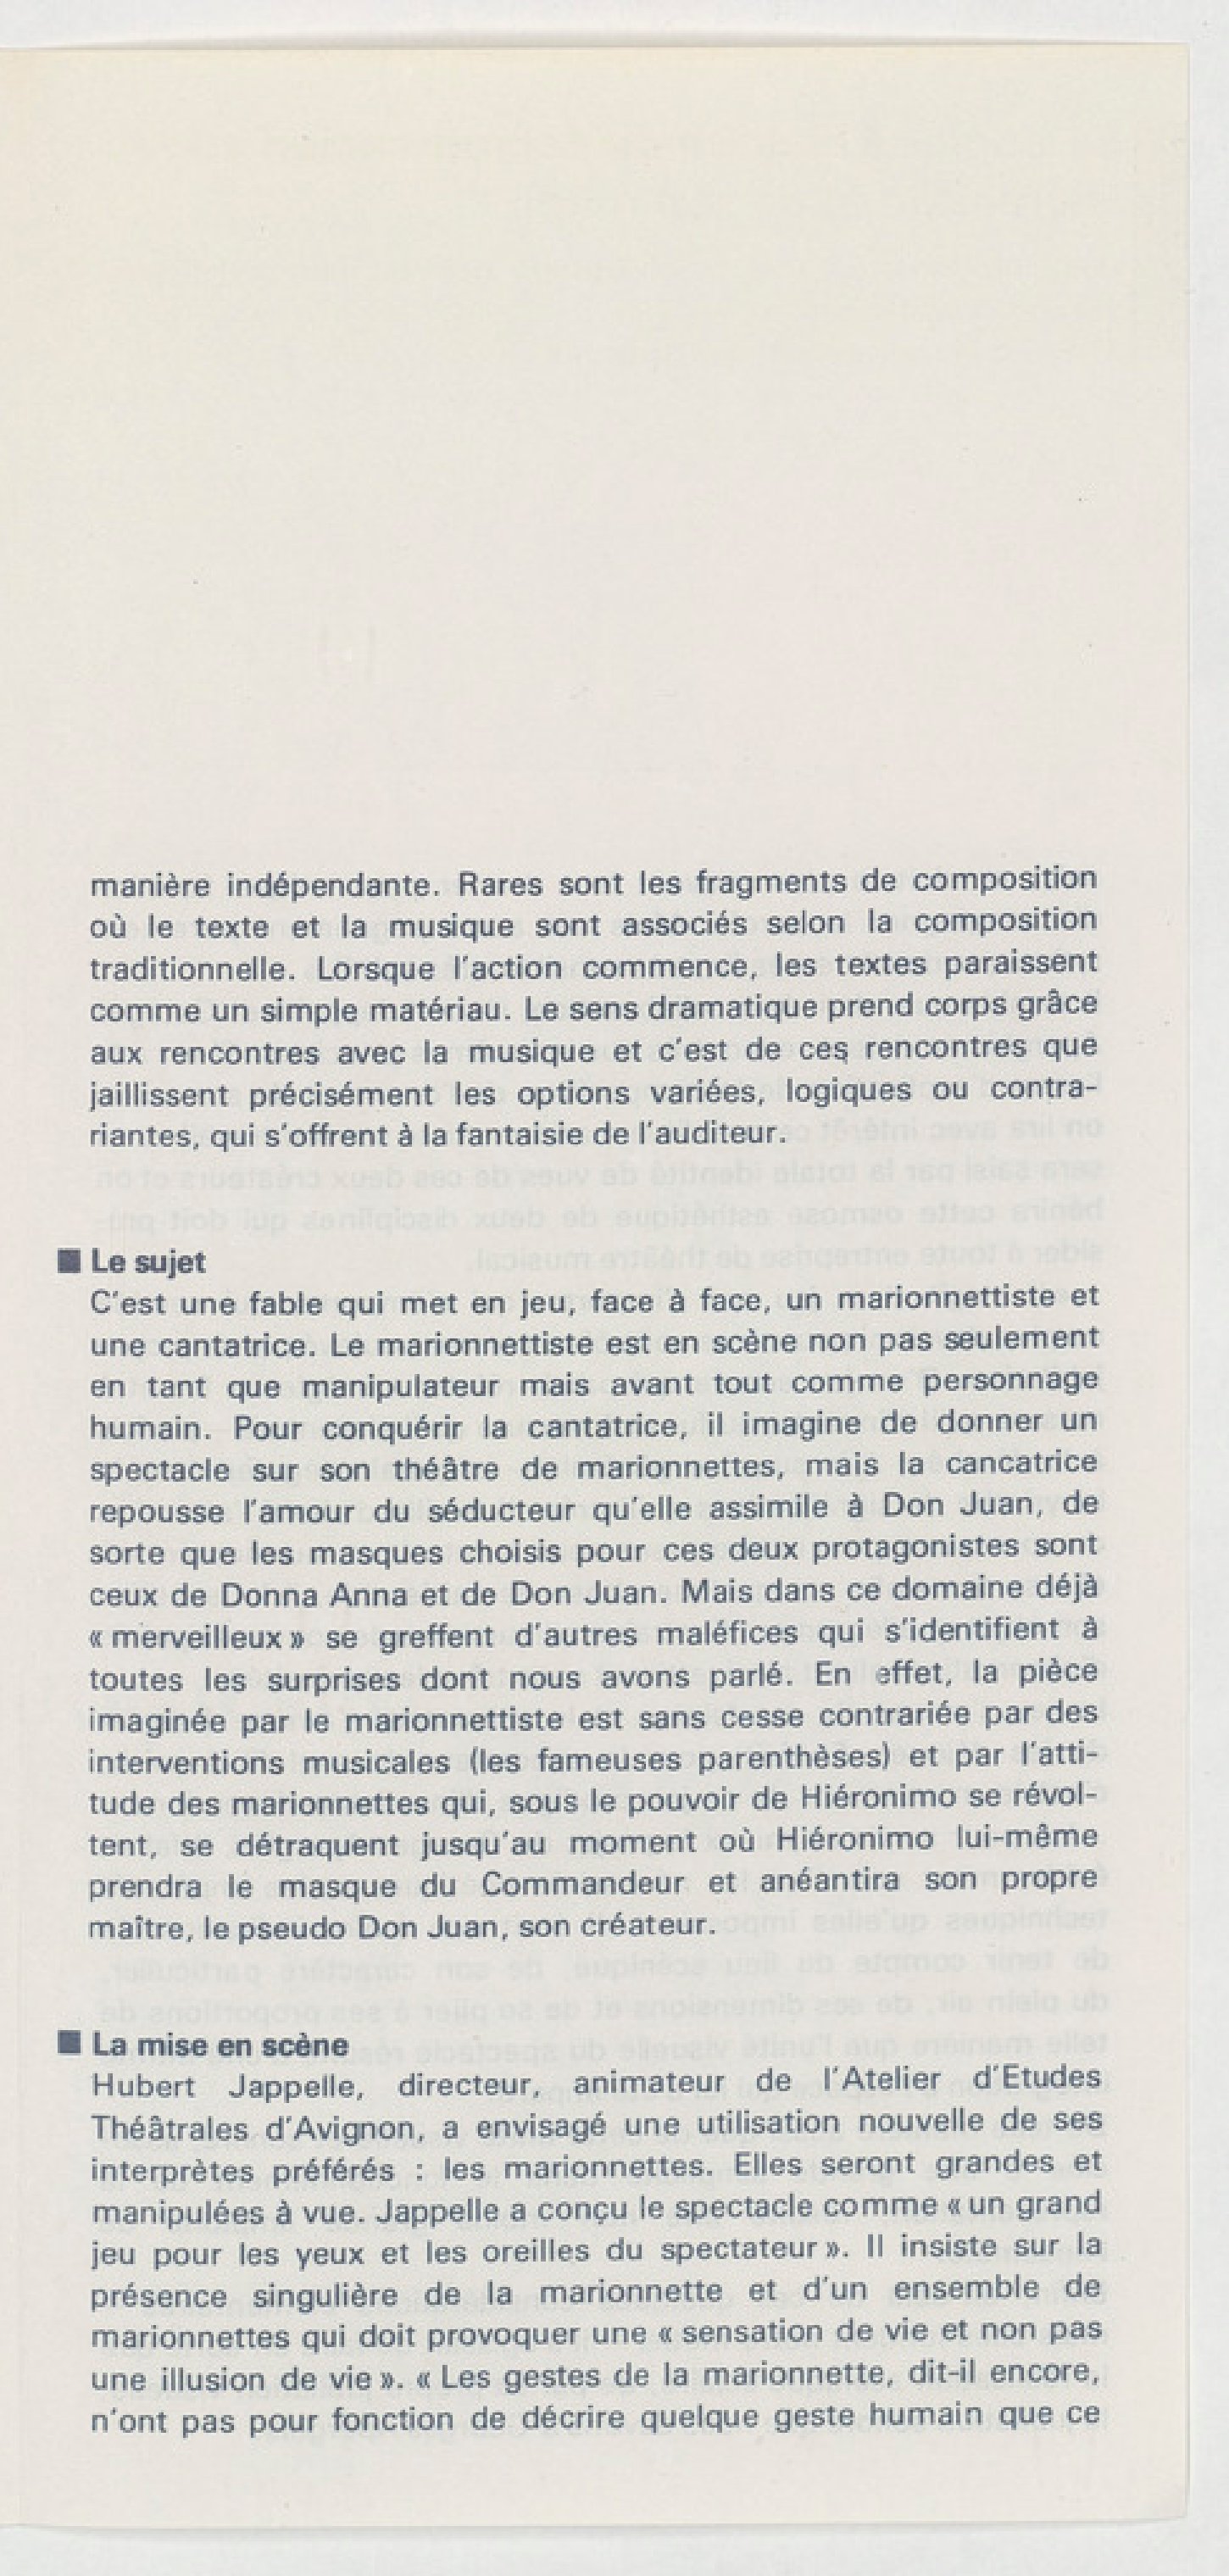 manière indépendante. Rares sont les fragments de composition
où le texte et la musique sont associés selon la composition
traditionnelle. Lorsque l'action commence, les textes paraissent
comme un simple matériau. Le sens dramatique prend corps grâce
aux rencontres avec la musique et c'est de ces rencontres que
jaillissent précisément les options variées, logiques ou contra-
riantes, qui s'offrent à la fantaisie de l'auditeur.
■ Le sujet
C'est une fable qui met en jeu, face à face, un marionnettiste et
une cantatrice. Le marionnettiste est en scène non pas seulement
en tant que manipulateur mais avant tout comme personnage
humain. Pour conquérir la cantatrice, il imagine de donner un
spectacle sur son théâtre de marionnettes, mais la cancatrice
repousse l'amour du séducteur qu'elle assimile à Don Juan, de
sorte que les masques choisis pour ces deux protagonistes sont
ceux de Donna Anna et de Don Juan. Mais dans ce domaine déjà
« merveilleux » se greffent d'autres maléfices qui s'identifient à
toutes les surprises dont nous avons parlé. En effet, la pièce
imaginée par le marionnettiste est sans cesse contrariée par des
interventions musicales (les fameuses parenthèses) et par l'atti-
tude des marionnettes qui, sous le pouvoir de Hiéronimo se révol-
tent, se détraquent jusqu'au moment où Hiéronimo lui-même
prendra le masque du Commandeur et anéantira son propre
maître, le pseudo Don Juan, son créateur.
■ La mise en scène
Hubert Jappelle, directeur, animateur de l'Atelier d'Etudes
Théâtrales d'Avignon, a envisagé une utilisation nouvelle de ses
interprètes préférés : les marionnettes. Elles seront grandes et
manipulées à vue. Jappelle a conçu le spectacle comme « un grand
jeu pour les yeux et les oreilles du spectateur ». Il insiste sur la
présence singulière de la marionnette et d'un ensemble de
marionnettes qui doit provoquer une « sensation de vie et non pas
une illusion de vie ». « Les gestes de la marionnette, dit-il encore,
n'ont pas pour fonction de décrire quelque geste humain que ce